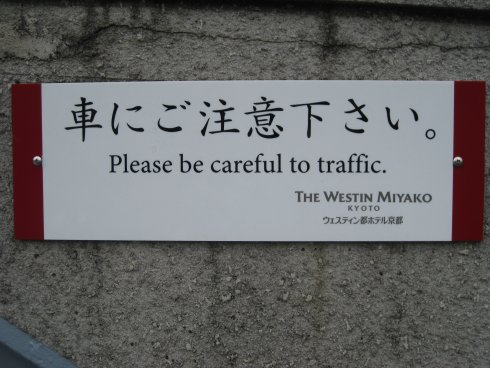 車にご注意下さい。
Please be careful to traffic.
THE WESTIN MIYAKO
KYOTO
ウェスティン都ホテル京都